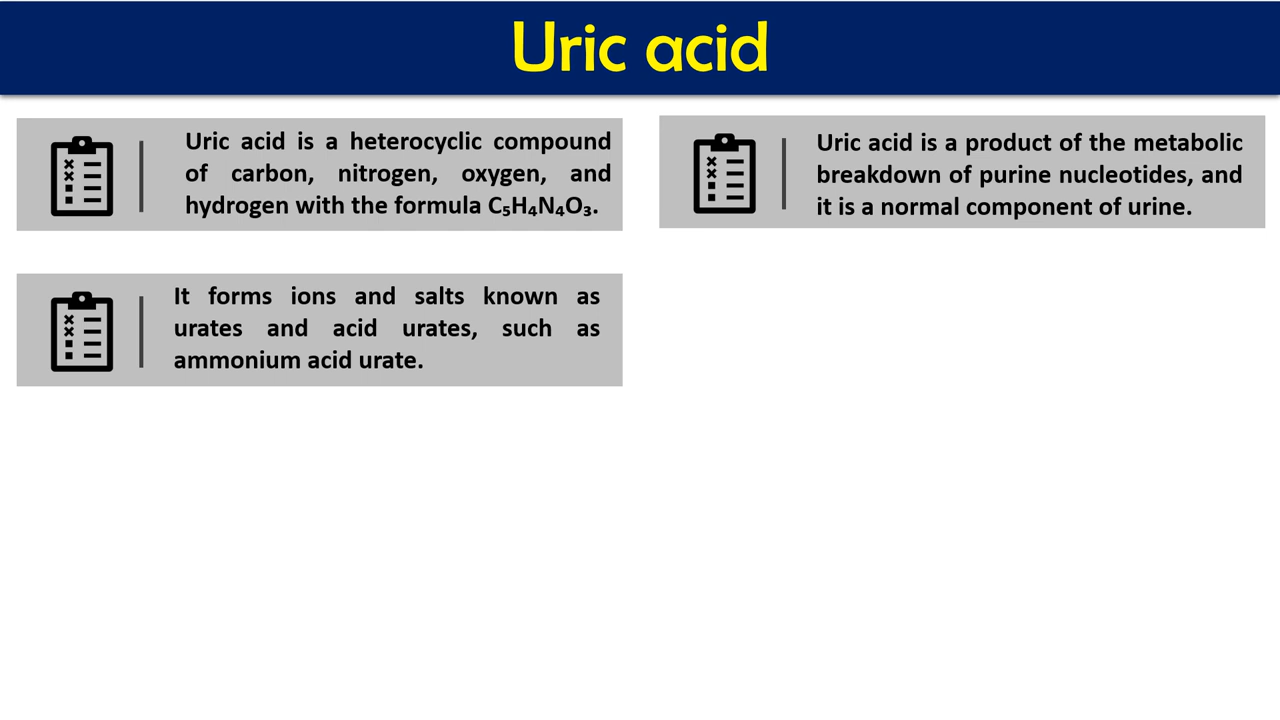 Uric acid
Uric acid is a heterocyclic compound
of carbon, nitrogen, oxygen, and
hydrogen with the formula C₅H₄N₄O₃.
Uric acid is a product of the metabolic
breakdown of purine nucleotides, and
it is a normal component of urine.
It forms ions and salts known as
urates and acid urates, such as
ammonium acid urate.